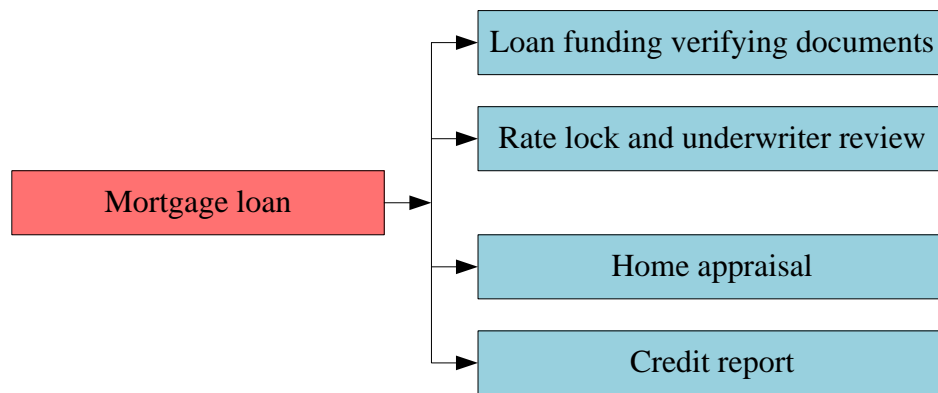 Loan funding verifying documents
Rate lock and underwriter review
Mortgage loan
Home appraisal
Credit report